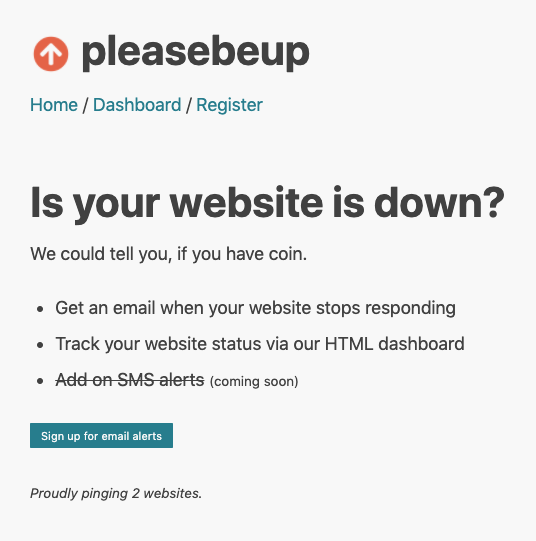 pleasebeup
Home / Dashboard / Register
Is your website is down?
We could tell you, if you have coin.
Get an email when your website stops responding
Track your website status via our HTML dashboard
Add on SMS alerts (coming soon)
Sign up for email alerts
Proudly pinging 2 websites.